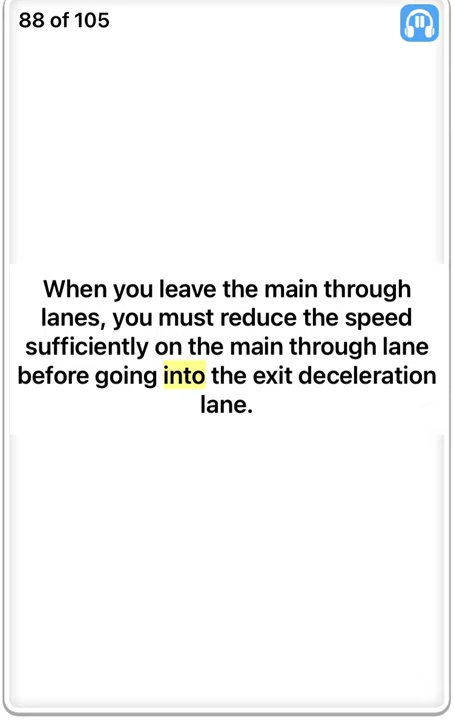 88 of 105
When you leave the main through
lanes, you must reduce the speed
sufficiently on the main through lane
before going into the exit deceleration
lane.